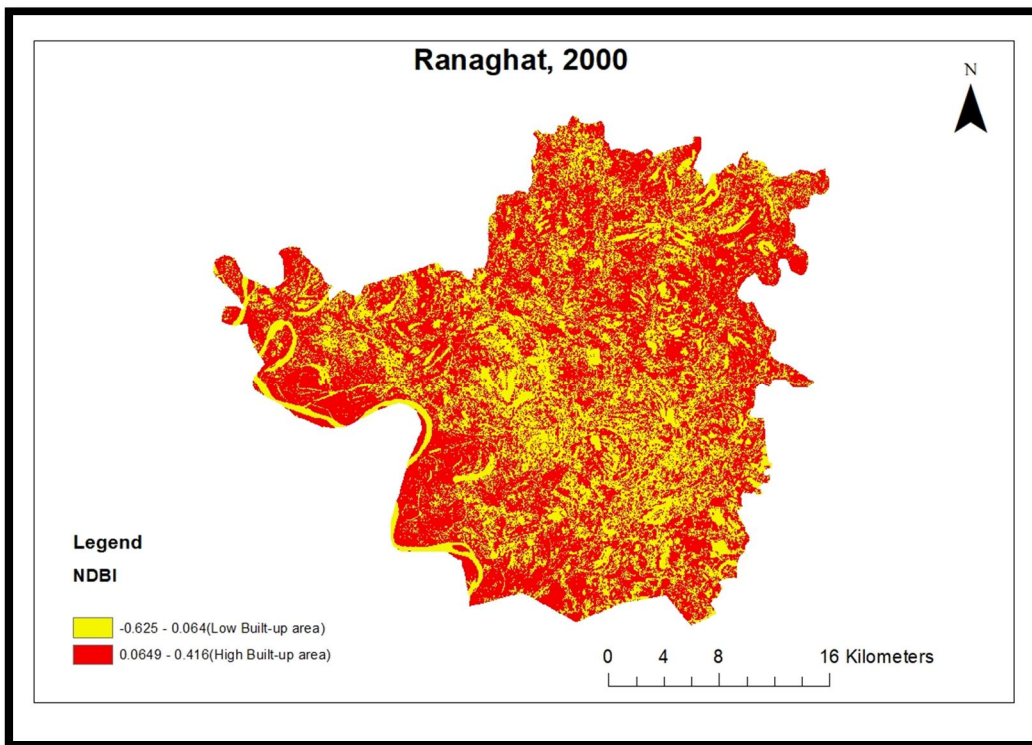 Ranaghat, 2000
N
Legend
NDBI
-0.625 - 0.064(Low Built-up area)
0.0649 - 0.416(High Built-up area)
0 4 8 16 Kilometers